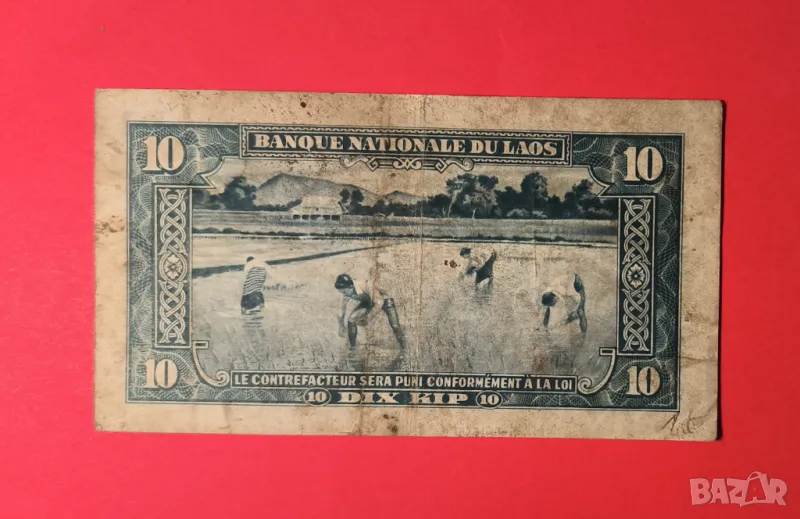 10 BANQUE NATIONALE DU LAOS 10
10 LE CONTREFACTEUR SERA PUNI CONFORMÉMENT À LA LOI 10
10 DIX KIP 10
BAZAR